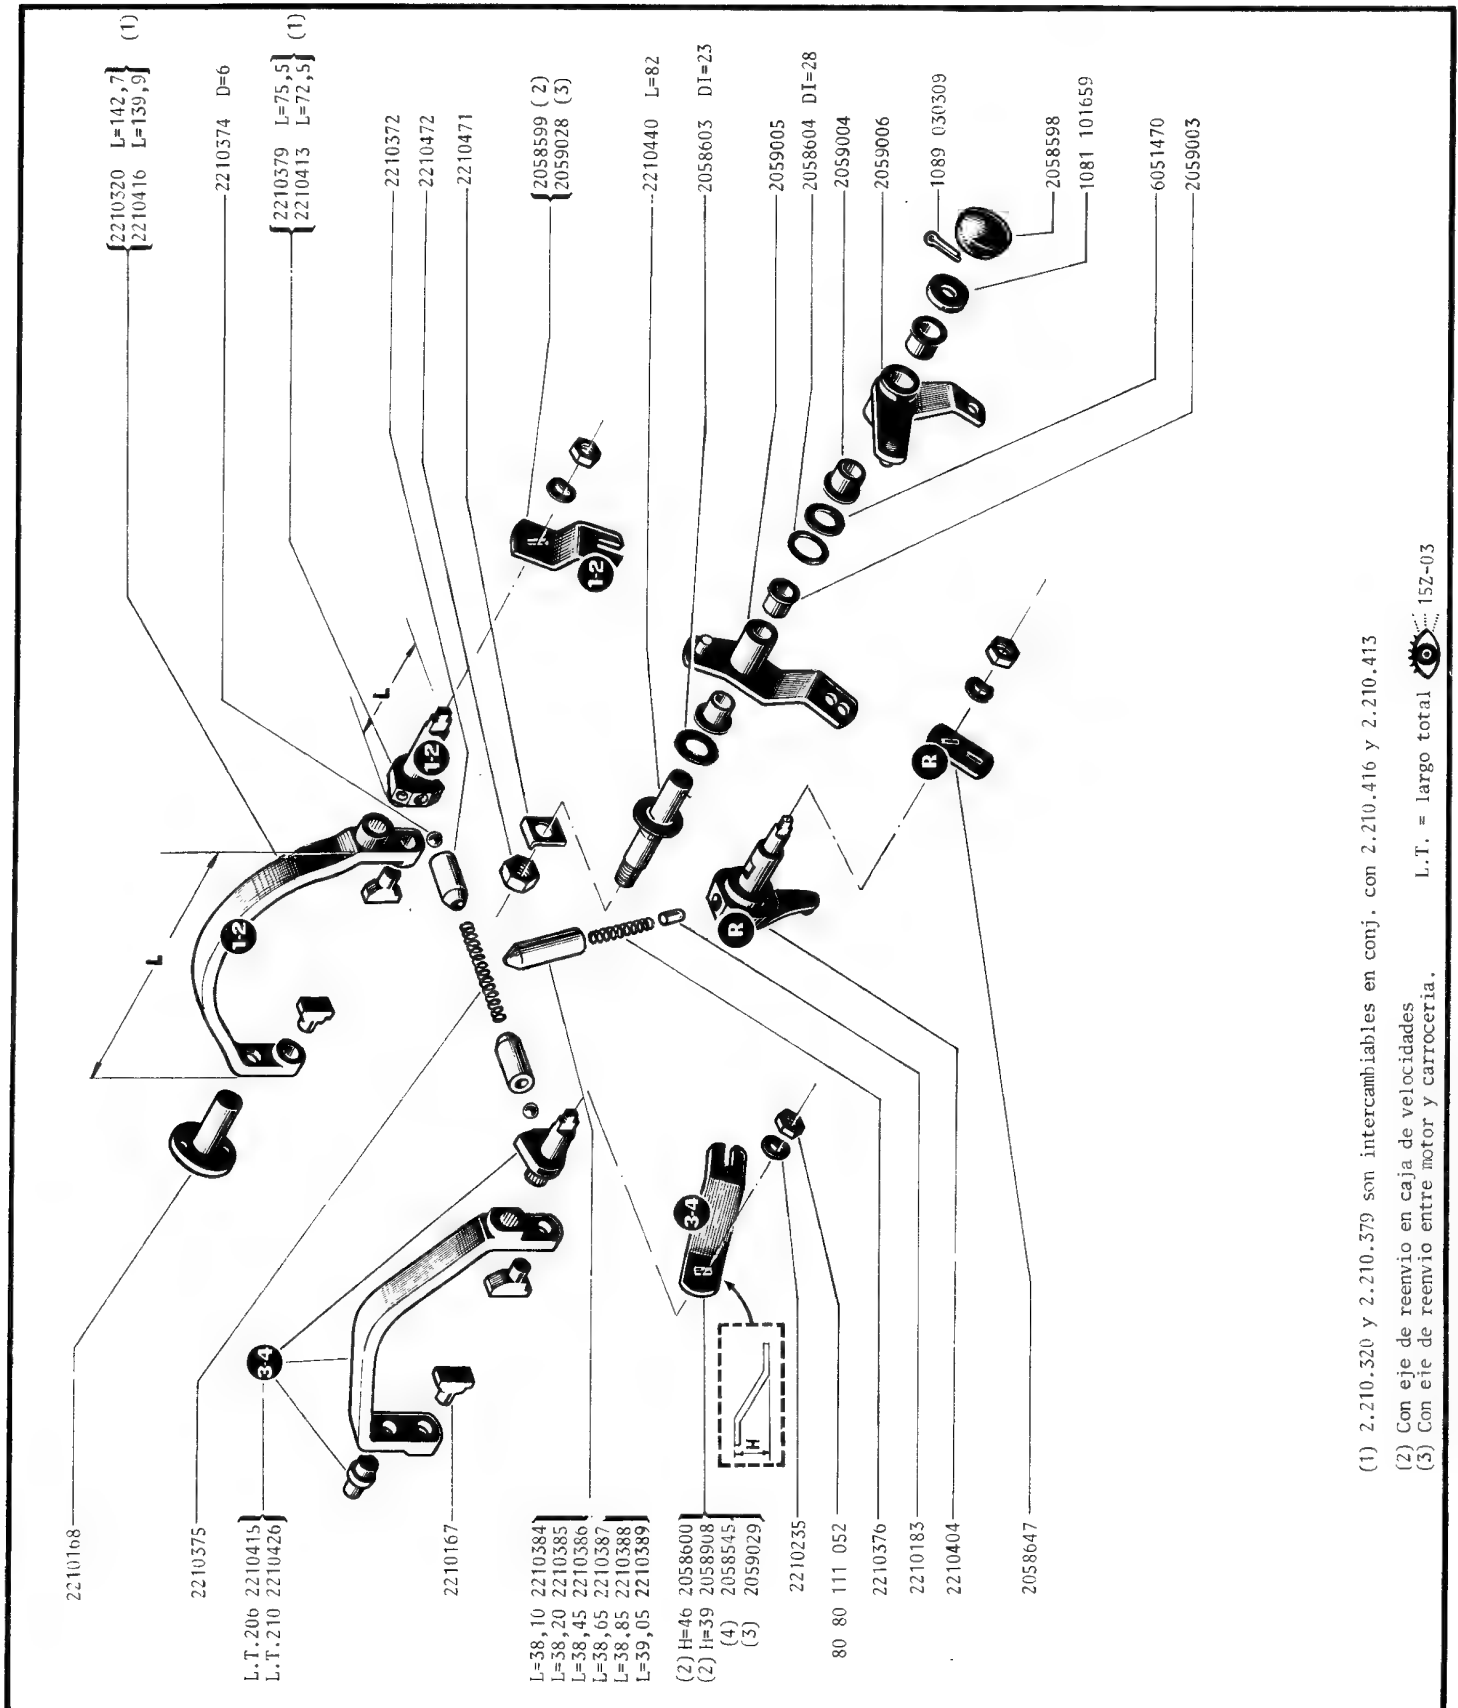 2210168
2210375
L.T.206 2210415
L.T.210 2210426
2210167
L=38,10 2210384
L=38,20 2210385
L=38,45 2210386
L=38,65 2210387
L=38,85 2210388
L=39,05 2210389
(2) H=46 2058600
(2) H=39 2058908
(4) 2058545
(3) 2059029
2210235
80 80 111 052
2210376
2210183
2210404
2058647
2210320 L=142,7 (1)
2210416 L=139,9
2210374 D=6
2210379 L=75,5 (1)
2210413 L=72,5
2210372
2210472
2210471
2058599 (2)
2059028 (3)
2210440 L=82
2058603 DI=23
2059005
2058604 DI=28
2059004
2059006
1089 030309
2058598
1081 101659
6051470
2059003
L
1-2
L
1-2
1-2
3-4
3-4
H
R
R
(1) 2.210.320 y 2.210.379 son intercambiables en conj. con 2.210.416 y 2.210.413
(2) Con eje de reenvio en caja de velocidades
(3) Con eje de reenvio entre motor y carroceria.
L.T. = largo total
15Z-03